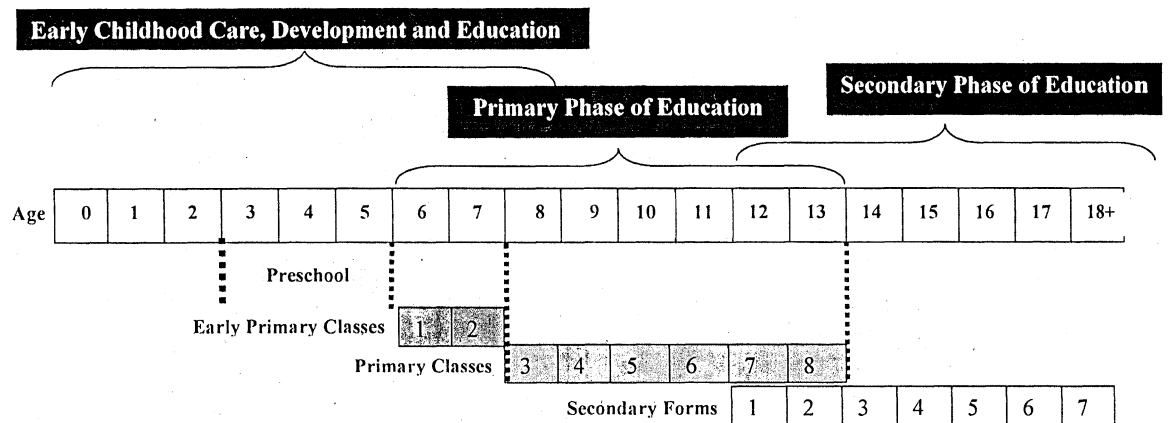 Early Childhood Care, Development and Education
Secondary Phase of Education
Primary Phase of Education
Age 0 1 2 3 4 5 6 7 8 9 10 11 12 13 14 15 16 17 18+
Preschool
Early Primary Classes 1 2
Primary Classes 3 4 5 6 7 8
Secondary Forms 1 2 3 4 5 6 7